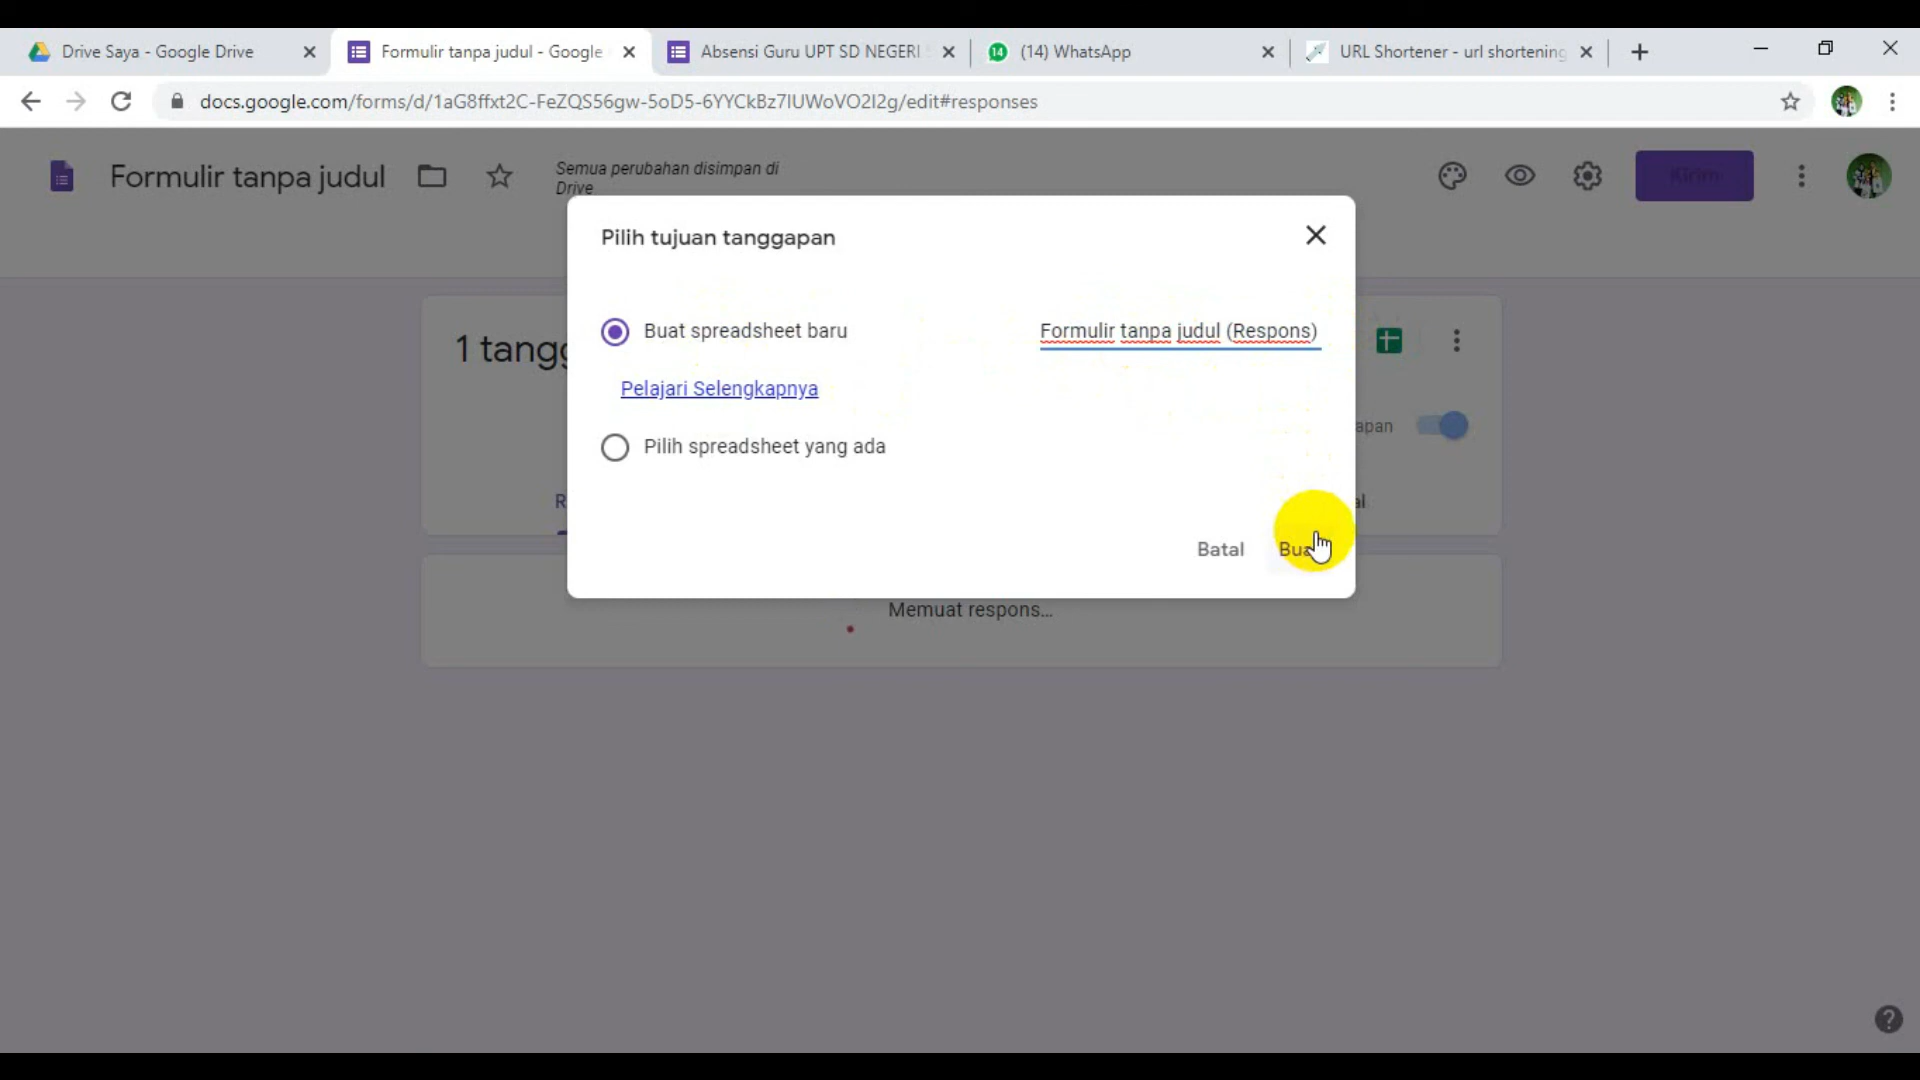 Drive Saya - Google Drive
Formulir tanpa judul - Google
Absensi Guru UPT SD NEGERI
14
(14) WhatsApp
URL Shortener - url shortening
docs.google.com/forms/d/1aG8ffxt2C-FeZQS56gw-5oD5-6YYCkBz7IUWoVO2I2g/edit#responses
Formulir tanpa judul
Semua perubahan disimpan di
Drive
Kirim
Pilih tujuan tanggapan
Buat spreadsheet baru
Formulir tanpa judul (Respons)
Pelajari Selengkapnya
Pilih spreadsheet yang ada
Batal
Memuat respons...